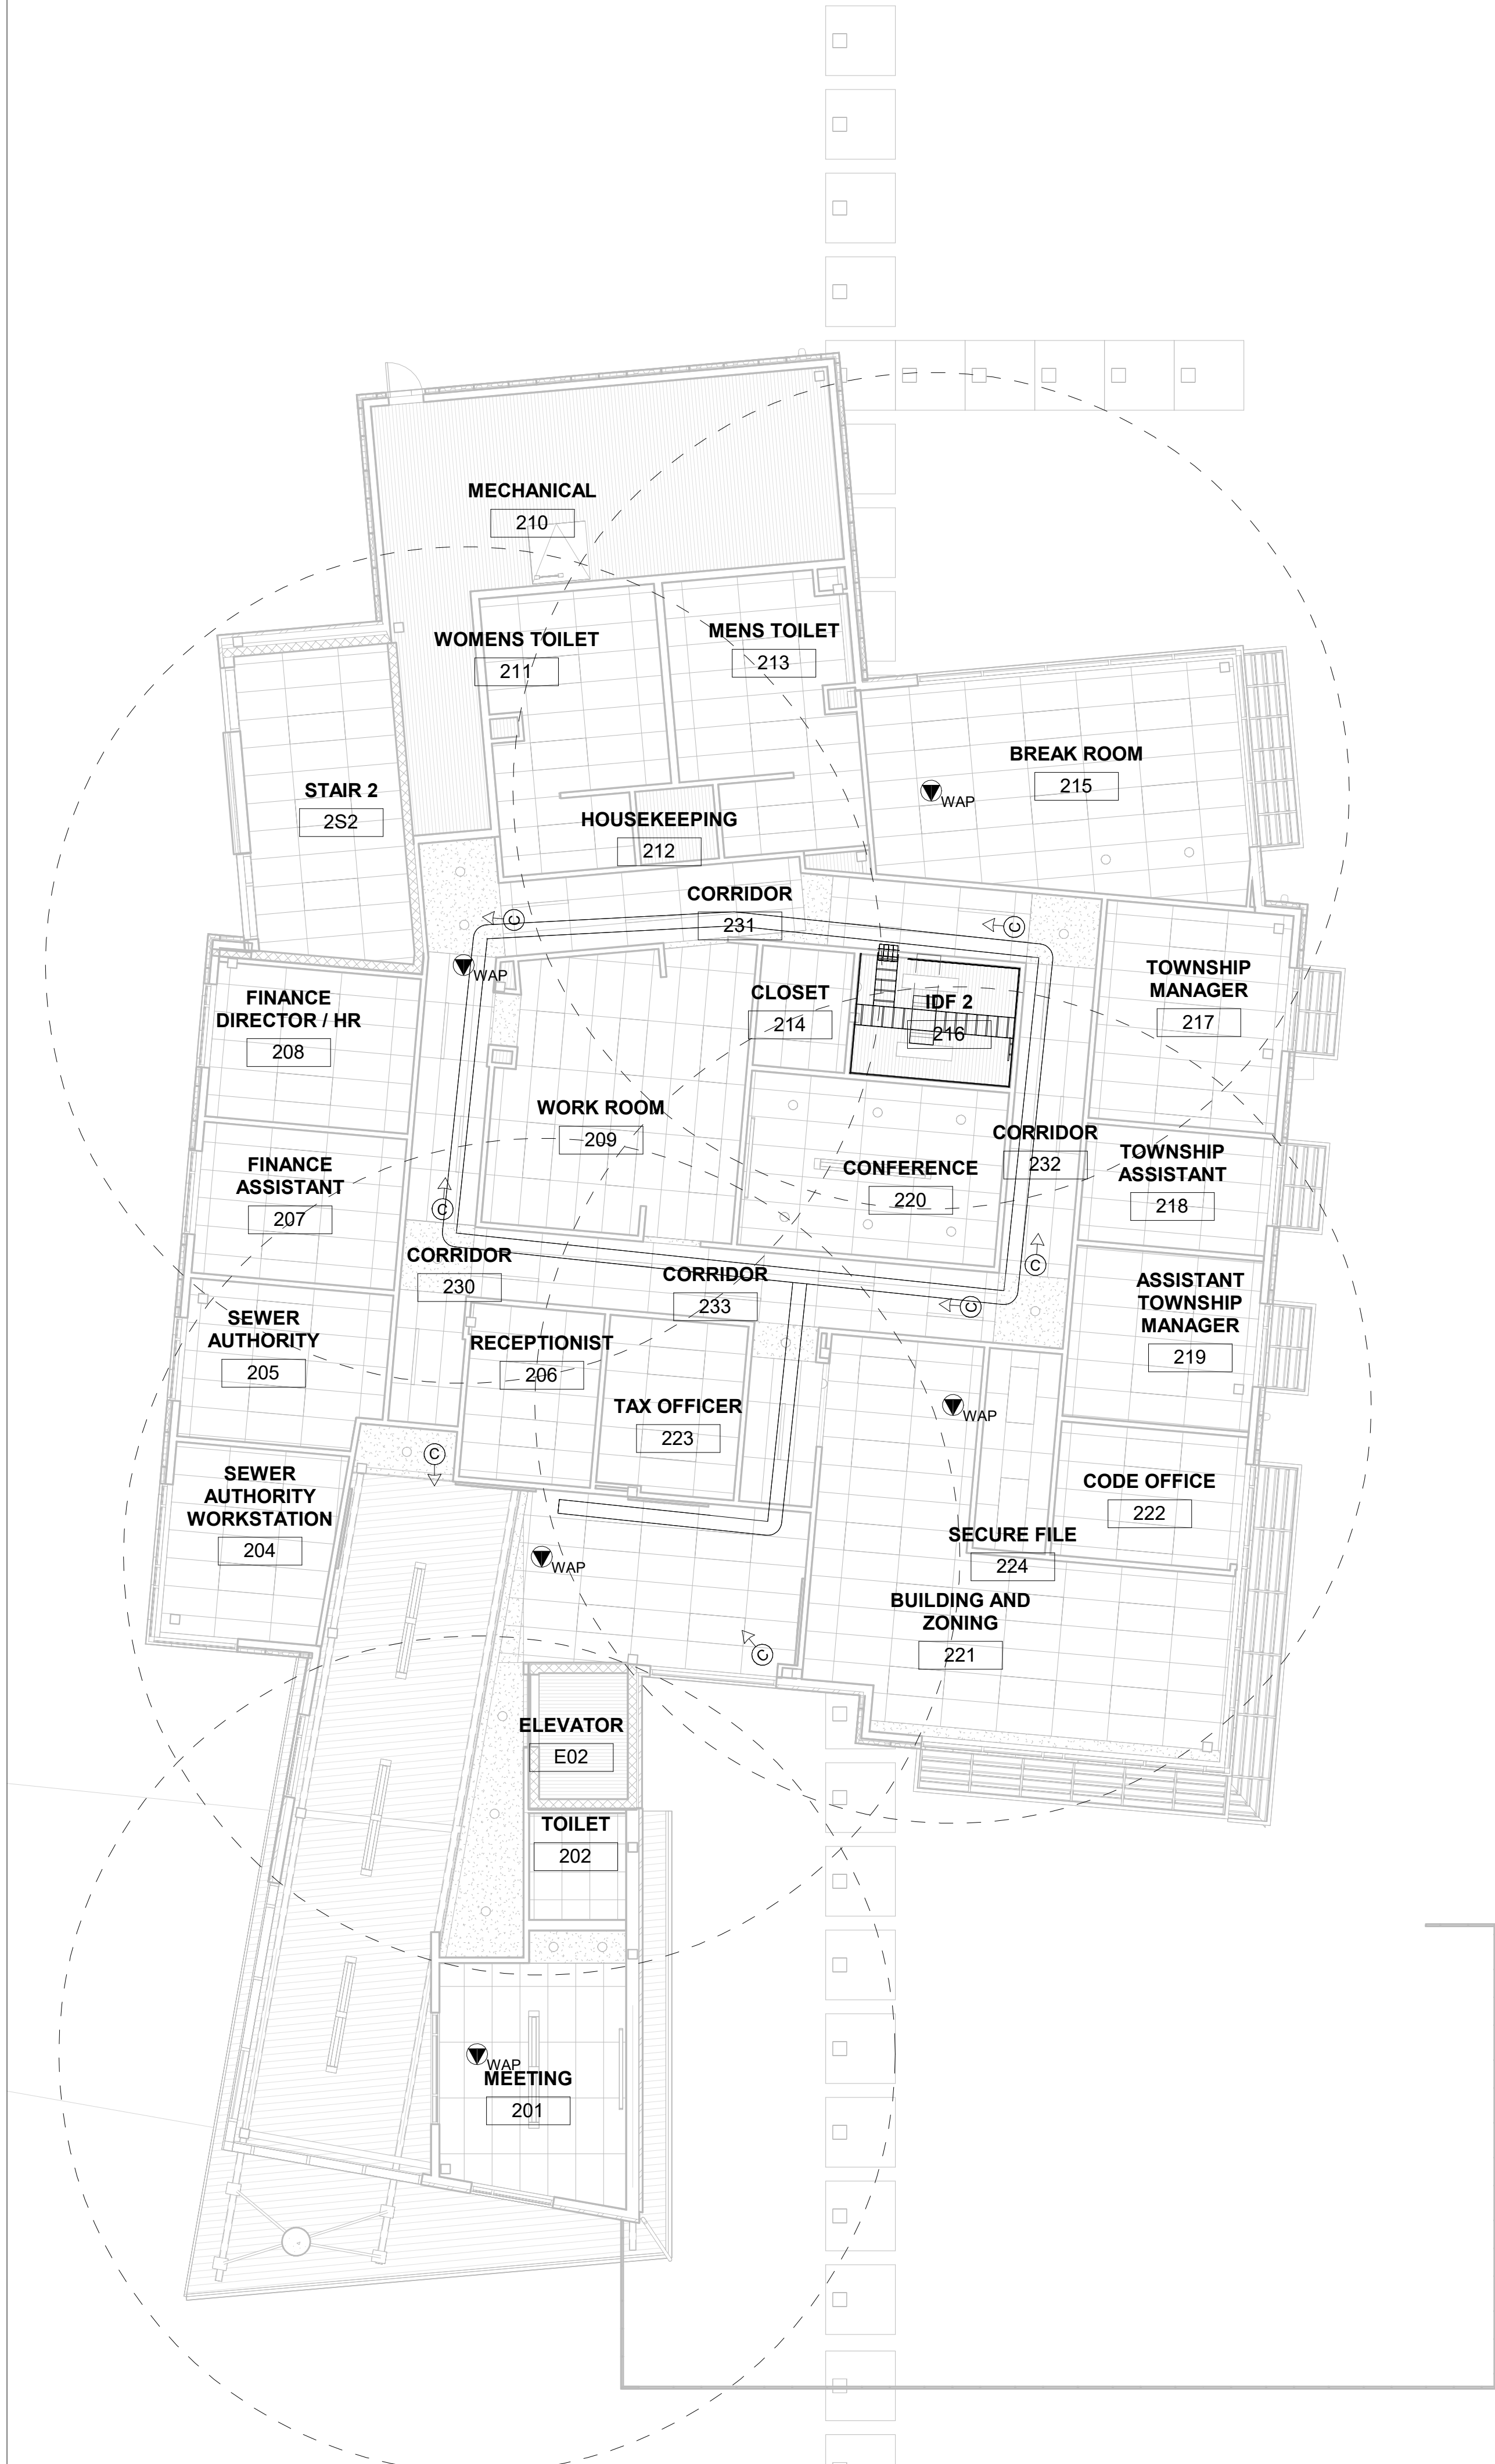 MECHANICAL
210
WOMENS TOILET
211
MENS TOILET
213
BREAK ROOM
215
WAP
STAIR 2
2S2
HOUSEKEEPING
212
CORRIDOR
231
C
C
WAP
FINANCE
DIRECTOR / HR
208
CLOSET
214
IDF 2
216
TOWNSHIP
MANAGER
217
WORK ROOM
209
CORRIDOR
232
CONFERENCE
220
TOWNSHIP
ASSISTANT
218
FINANCE
ASSISTANT
207
C
CORRIDOR
230
CORRIDOR
233
C
C
ASSISTANT
TOWNSHIP
MANAGER
219
SEWER
AUTHORITY
205
RECEPTIONIST
206
TAX OFFICER
223
WAP
C
SEWER
AUTHORITY
WORKSTATION
204
CODE OFFICE
222
SECURE FILE
224
WAP
BUILDING AND
ZONING
221
C
ELEVATOR
E02
TOILET
202
WAP
MEETING
201